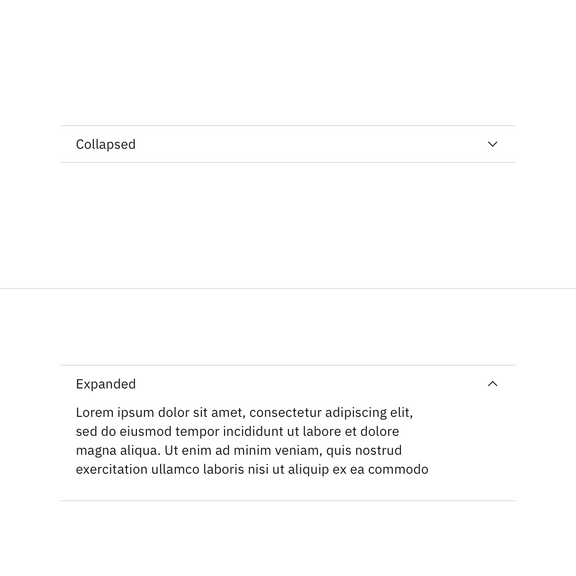 Collapsed
Expanded
Lorem ipsum dolor sit amet, consectetur adipiscing elit,
sed do eiusmod tempor incididunt ut labore et dolore
magna aliqua. Ut enim ad minim veniam, quis nostrud
exercitation ullamco laboris nisi ut aliquip ex ea commodo